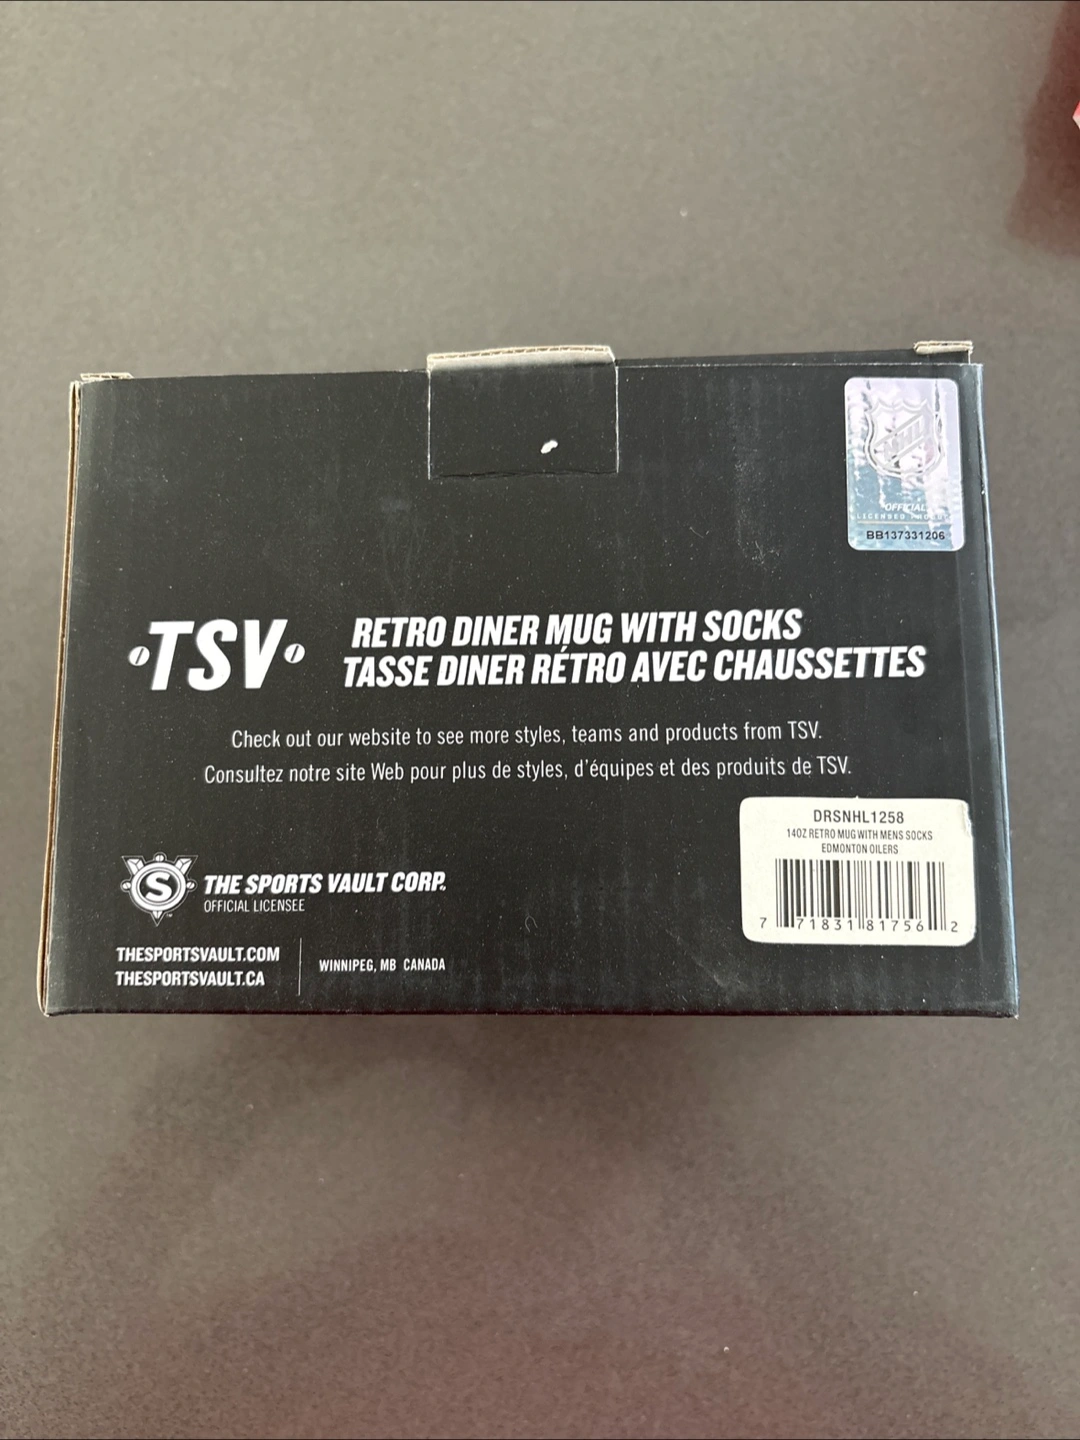 NHL
OFFICIAL
LICENSED
BB137331206
TSV
RETRO DINER MUG WITH SOCKS
TASSE DINER RÉTRO AVEC CHAUSSETTES
Check out our website to see more styles, teams and products from TSV.
Consultez notre site Web pour plus de styles, d'équipes et des produits de TSV.
DRSNHL1258
14OZ RETRO MUG WITH MENS SOCKS
EDMONTON OILERS
7 71831 81756 2
S
THE SPORTS VAULT CORP.
OFFICIAL LICENSEE
THESPORTSVAULT.COM
THESPORTSVAULT.CA
WINNIPEG, MB CANADA